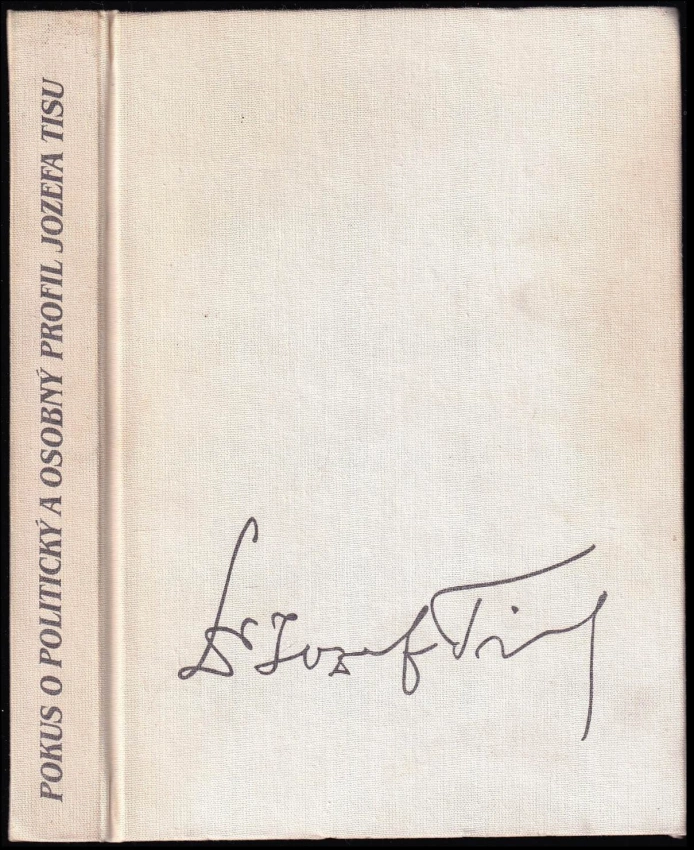 POKUS O POLITICKÝ A OSOBNÝ PROFIL JOZEFA TISU
Dr Jozef Tiso